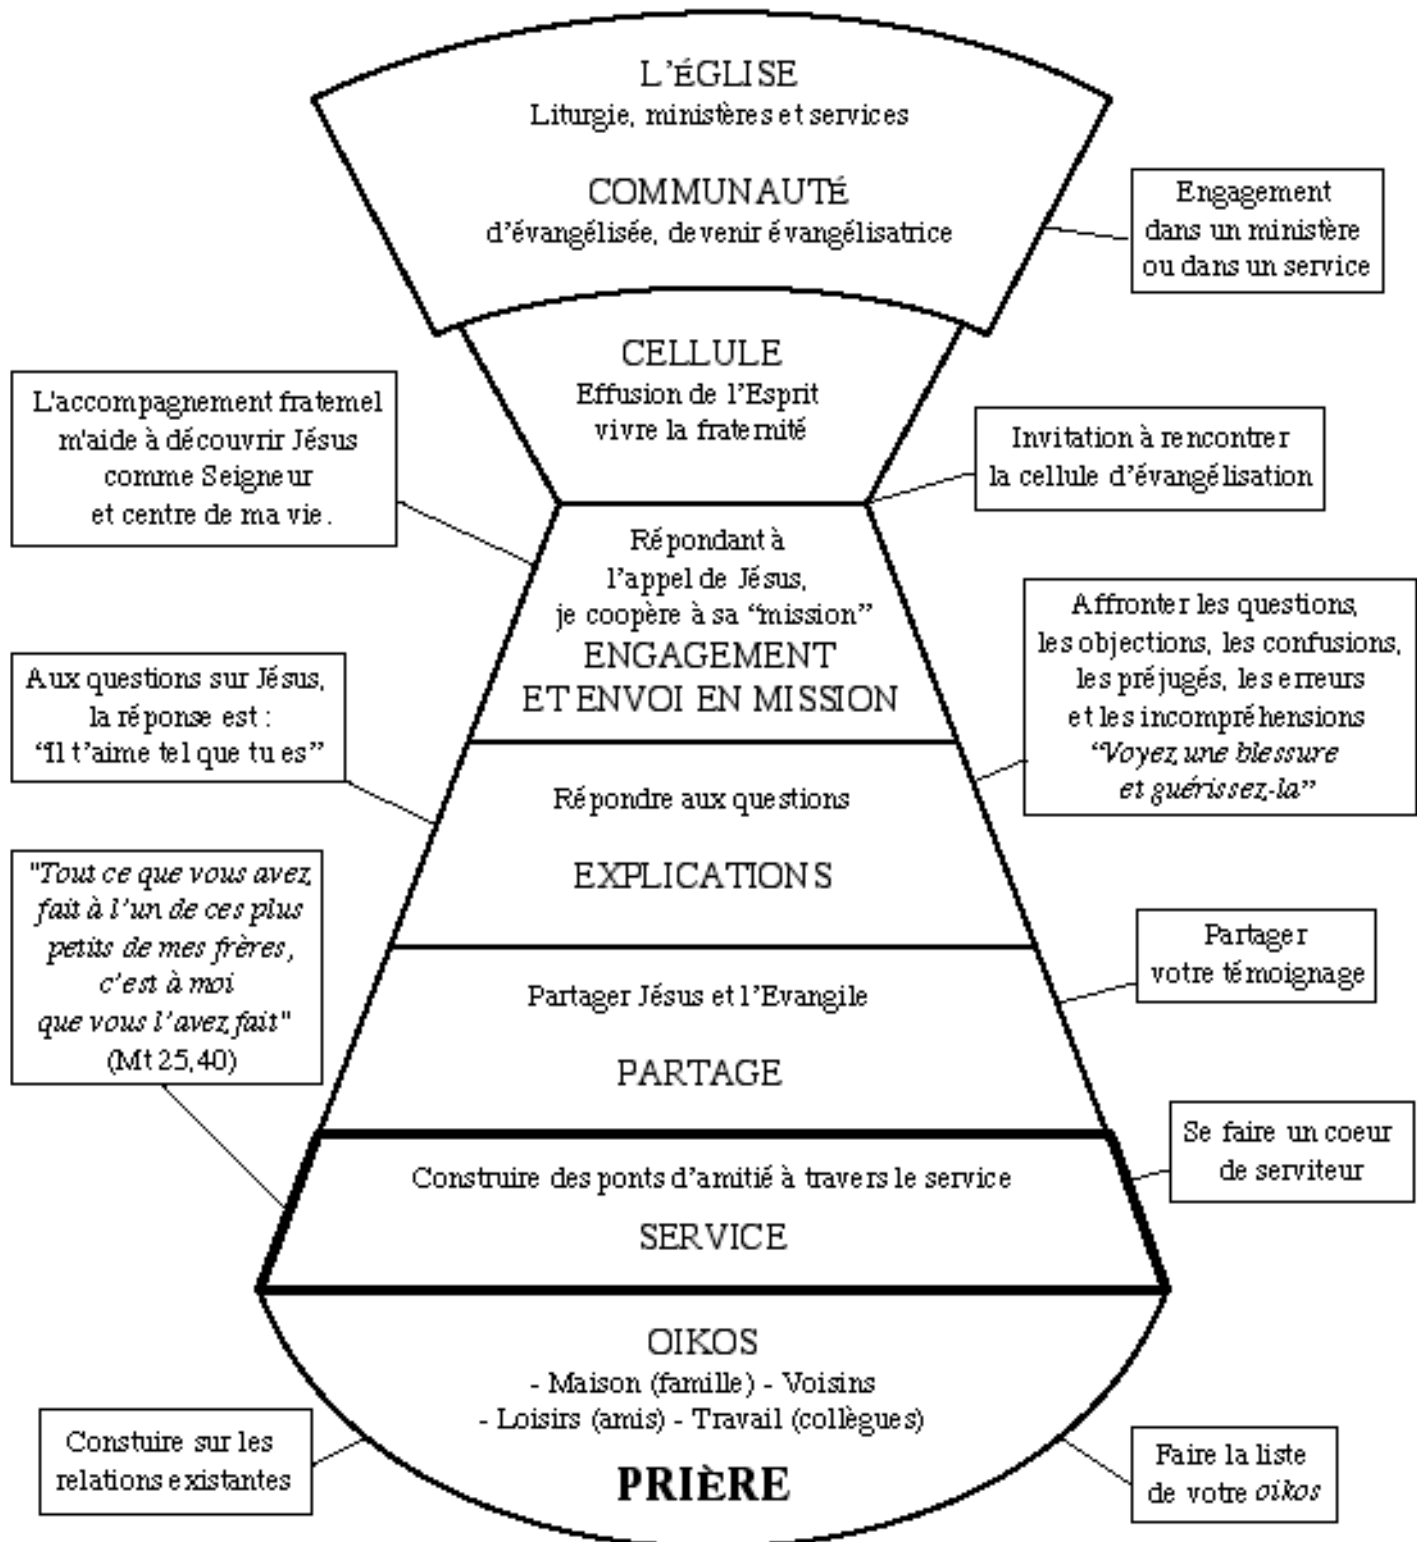 L'ÉGLISE
Liturgie, ministères et services
COMMUNAUTÉ
d'évangélisée, devenir évangélisatrice
Engagement
dans un ministère
ou dans un service
CELLULE
Effusion de l'Esprit
vivre la fraternité
L'accompagnement fraternel
m'aide à découvrir Jésus
comme Seigneur
et centre de ma vie.
Invitation à rencontrer
la cellule d'évangélisation
Répondant à
l'appel de Jésus,
je coopère à sa “mission”
ENGAGEMENT
ET ENVOI EN MISSION
Affronter les questions,
les objections, les confusions,
les préjugés, les erreurs
et les incompréhensions
“Voyez une blessure
et guérissez-la”
Aux questions sur Jésus,
la réponse est :
“Il t'aime tel que tu es”
Répondre aux questions
EXPLICATIONS
"Tout ce que vous avez
fait à l'un de ces plus
petits de mes frères,
c'est à moi
que vous l'avez fait"
(Mt 25,40)
Partager Jésus et l'Evangile
PARTAGE
Partager
votre témoignage
Construire des ponts d'amitié à travers le service
SERVICE
Se faire un coeur
de serviteur
OIKOS
- Maison (famille) - Voisins
- Loisirs (amis) - Travail (collègues)
PRIÈRE
Constuire sur les
relations existantes
Faire la liste
de votre oikos